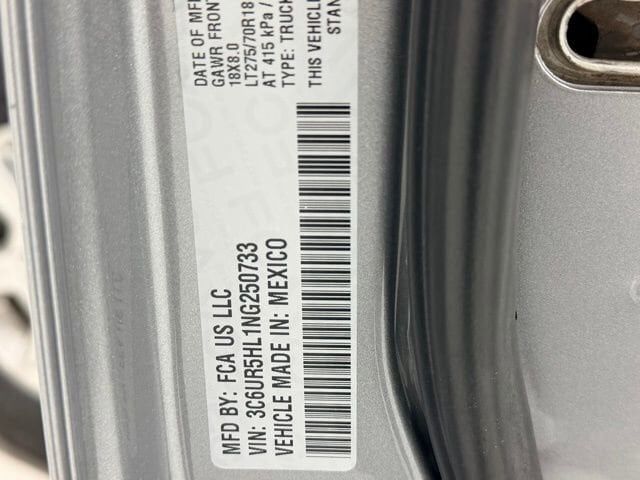 DATE OF MF
GAWR FRONT
18X8.0
LT275/70R18
AT 415 kPa /
TYPE: TRUCK
THIS VEHICLE
STAN
MFD BY: FCA US LLC
VIN: 3C6UR5HL1NG250733
VEHICLE MADE IN: MEXICO